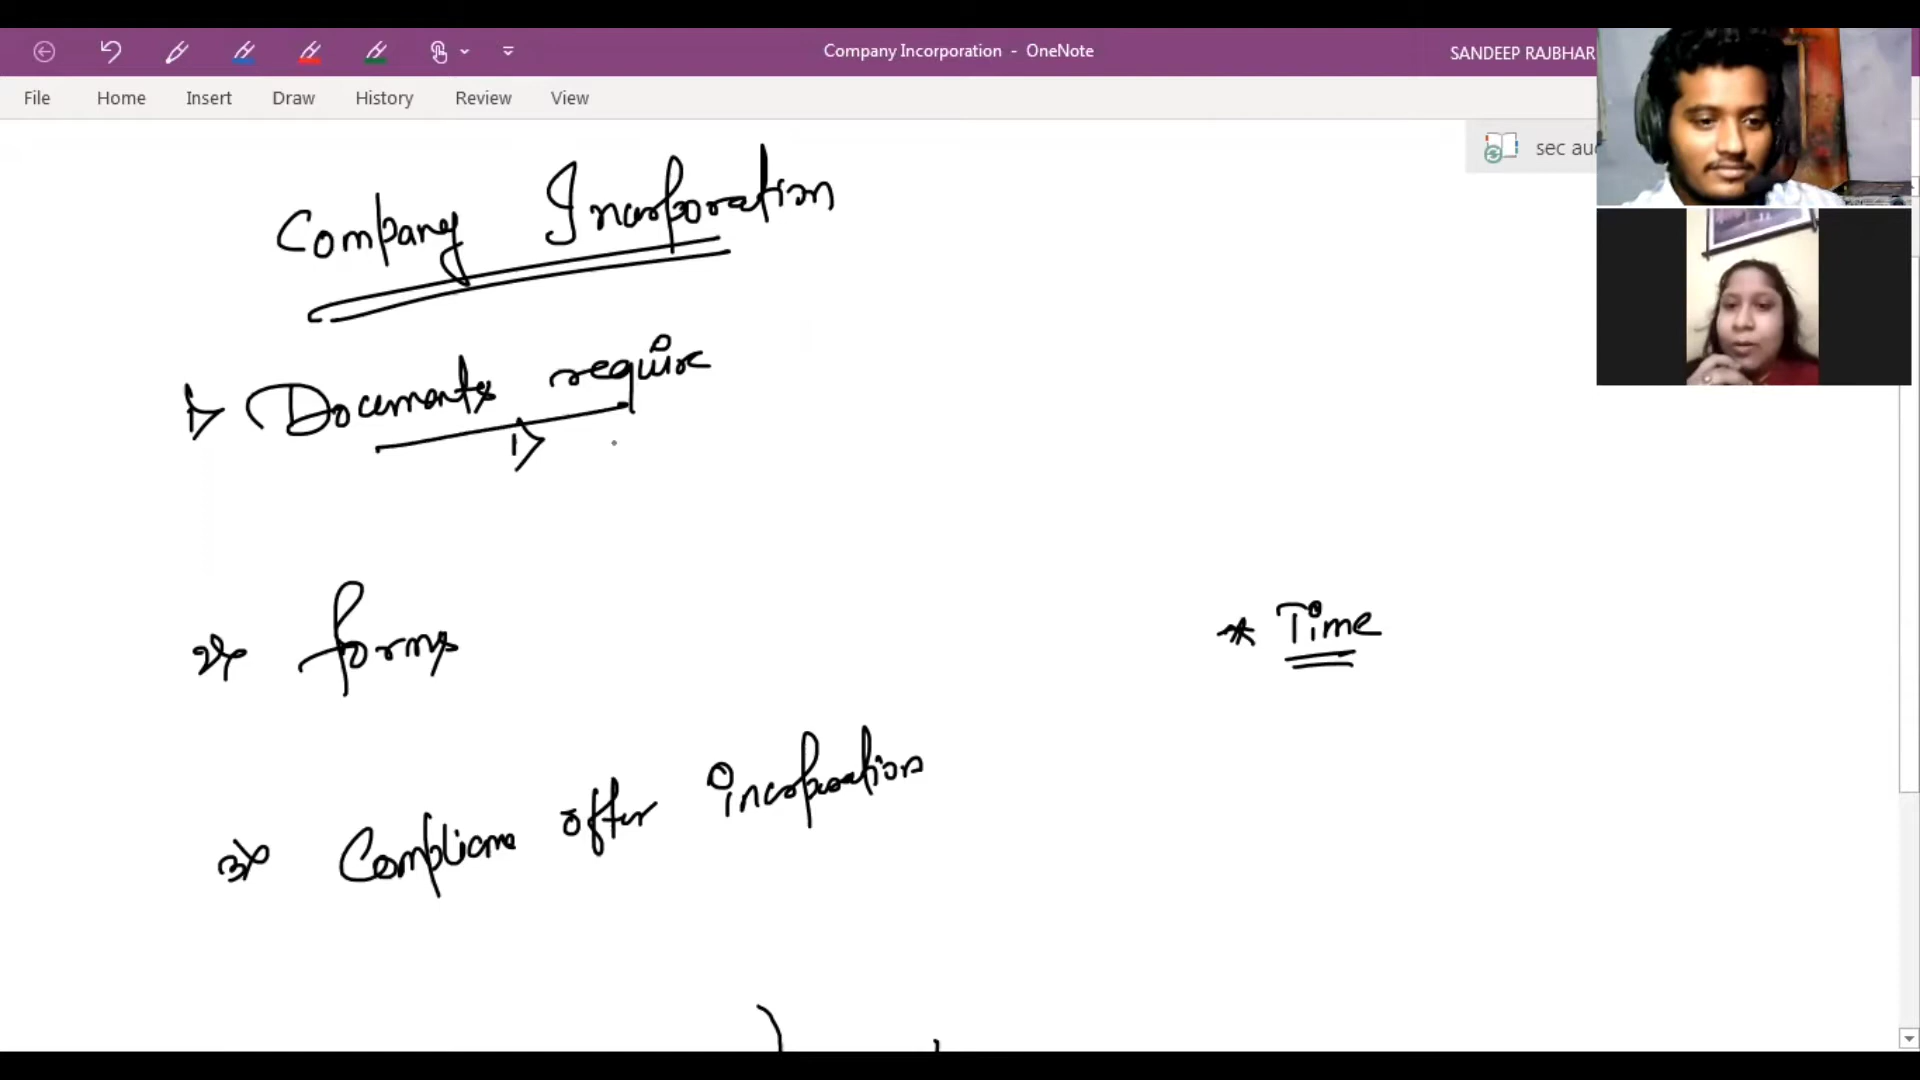 Company Incorporation - OneNote
SANDEEP RAJBHAR
File Home Insert Draw History Review View
sec aud
Company Incorporation
1) Documents require
1)
2) forms
* Time
3) Compliance after incorporation